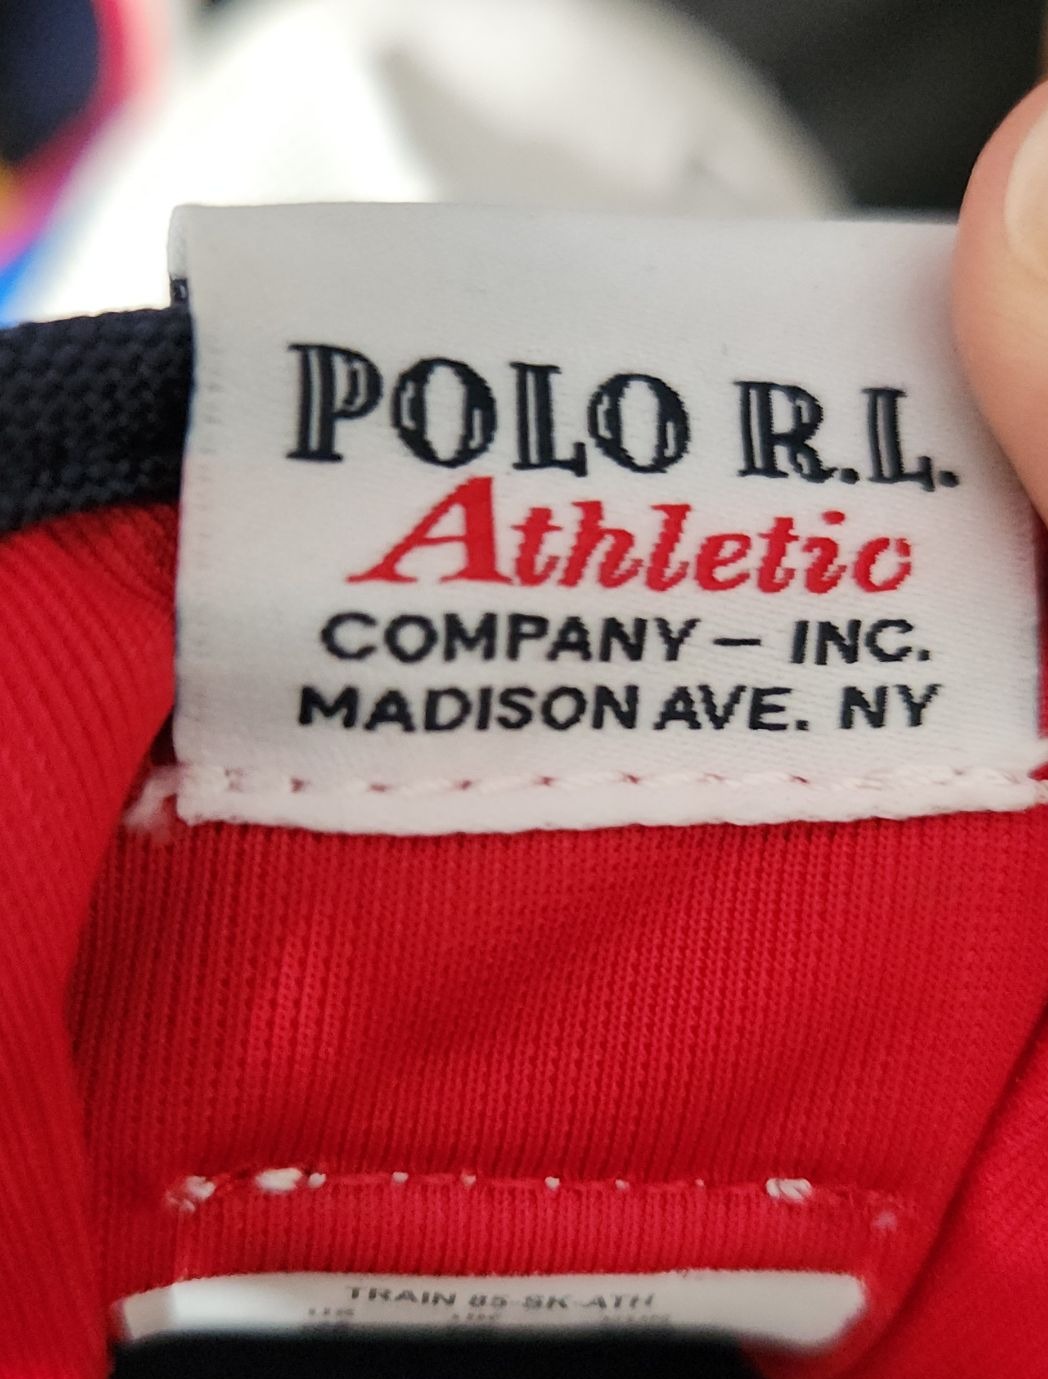 POLO R.L.
Athletic
COMPANY — INC.
MADISON AVE. NY
TRAIN 85-SK-ATH